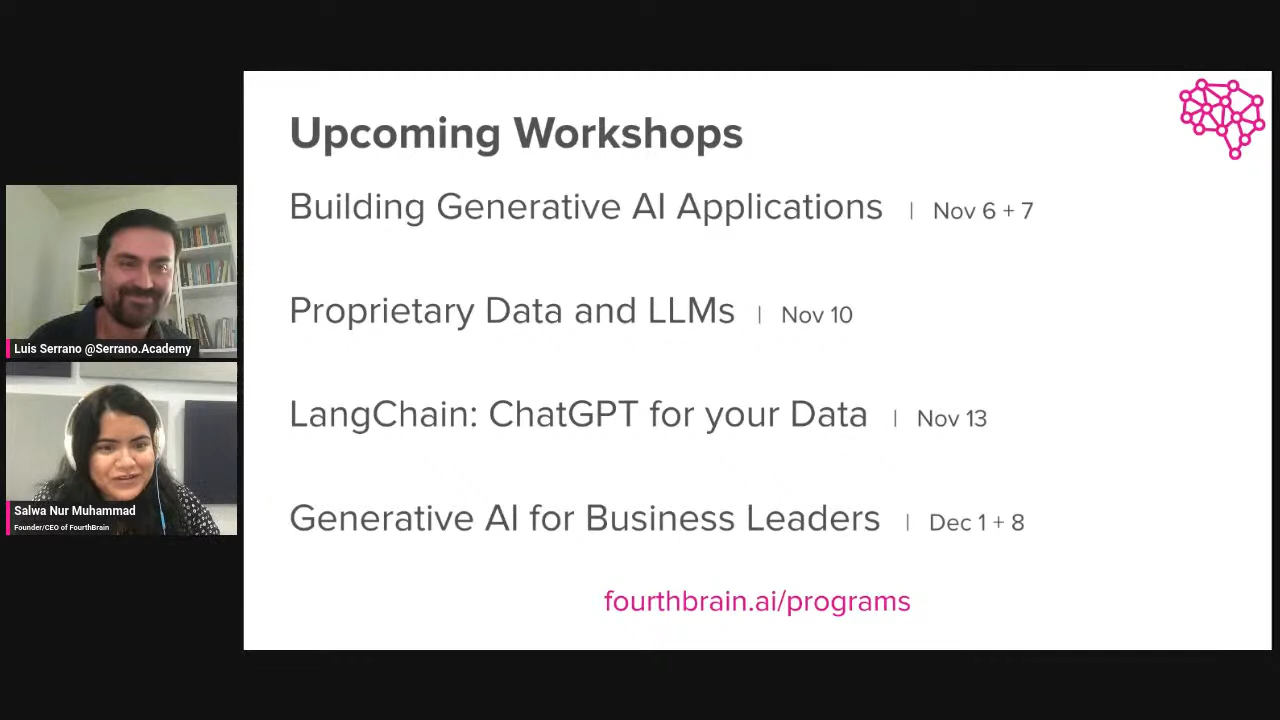 Upcoming Workshops
Building Generative AI Applications | Nov 6 + 7
Proprietary Data and LLMs | Nov 10
LangChain: ChatGPT for your Data | Nov 13
Generative AI for Business Leaders | Dec 1 + 8
fourthbrain.ai/programs
Luis Serrano @Serrano.Academy
Salwa Nur Muhammad
Founder/CEO of FourthBrain